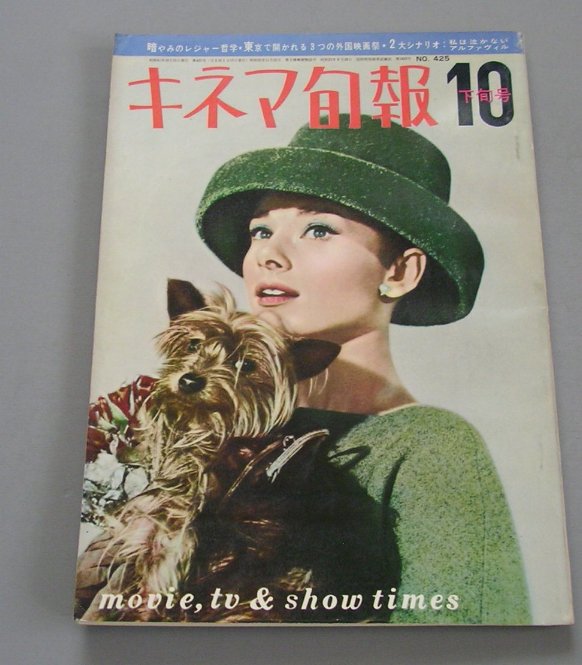 暗やみのレジャー哲学・東京で開かれる3つの外国映画祭・2大シナリオ：私は泣かない
アルファヴィル
NO. 425
キネマ旬報 10
下旬号
movie, tv & show times